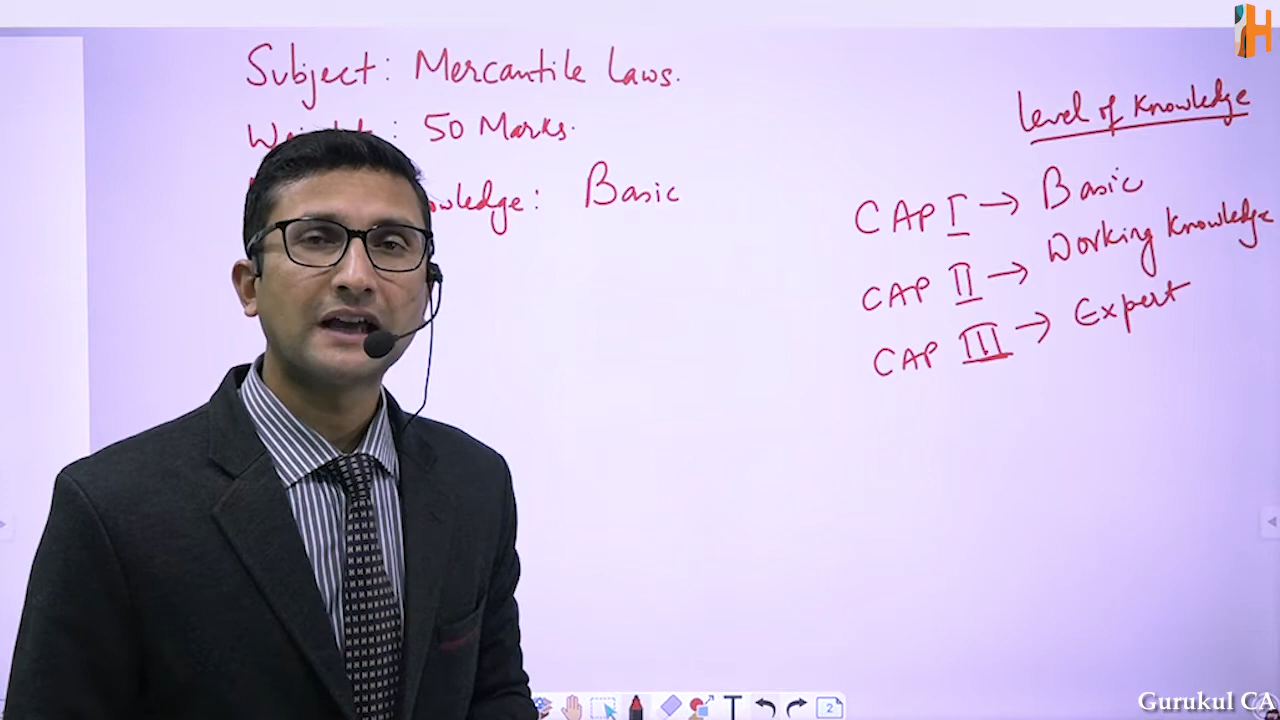 Subject: Mercantile Laws.
: 50 Marks.
: Basic
Level of Knowledge
CAP I → Basic
CAP II → Working Knowledge
CAP III → Expert
H
T
2
Gurukul CA